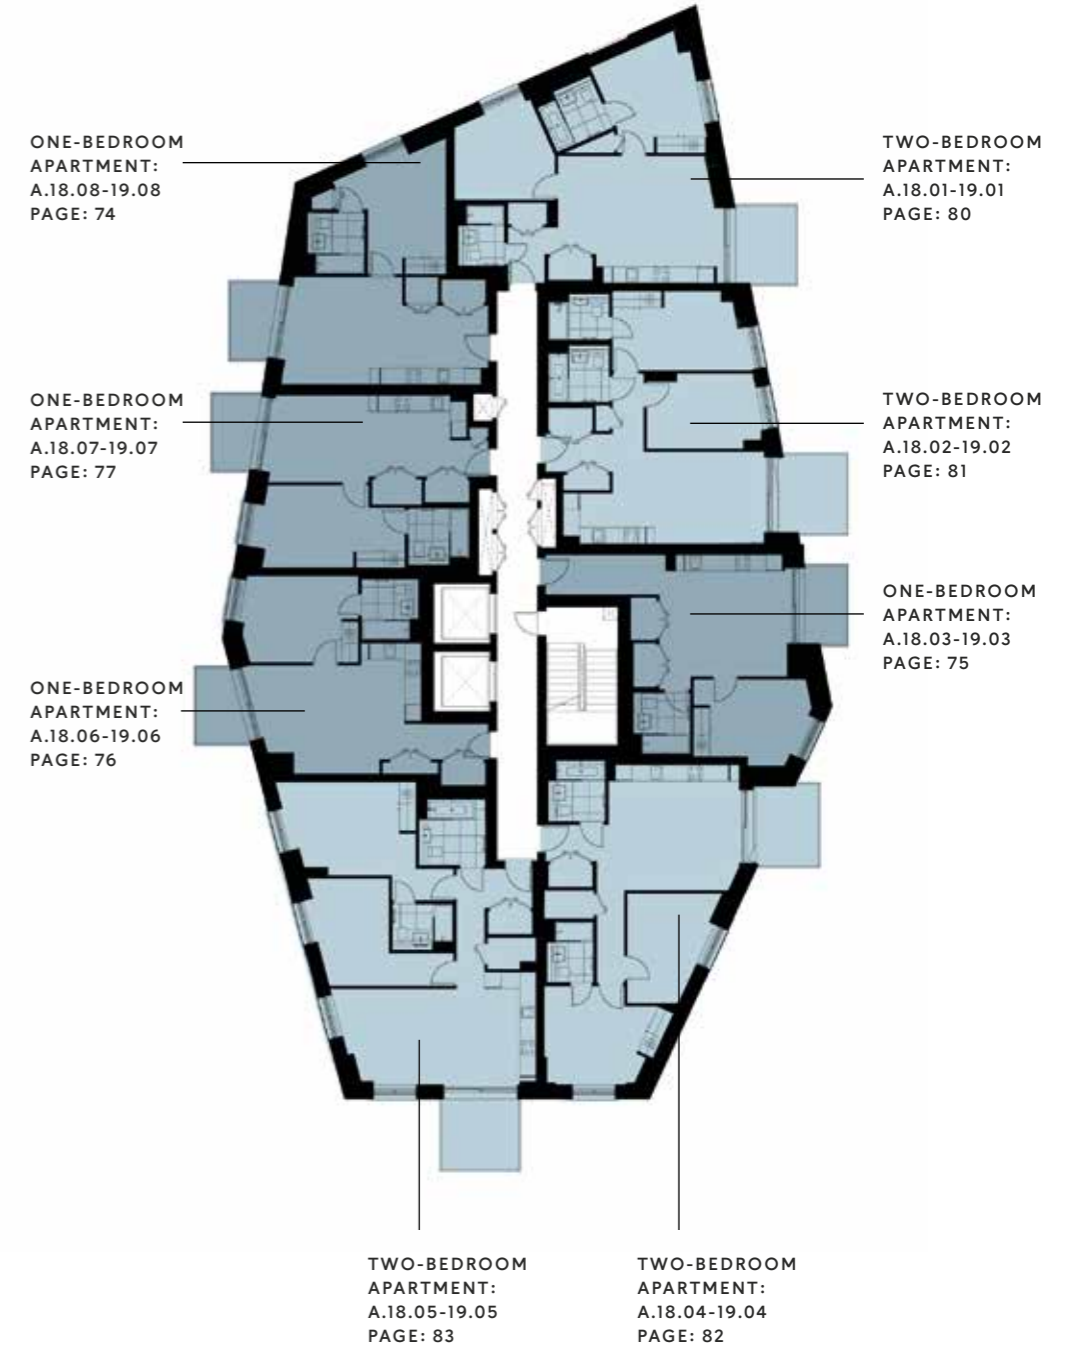 ONE-BEDROOM
APARTMENT:
A.18.08-19.08
PAGE: 74
TWO-BEDROOM
APARTMENT:
A.18.01-19.01
PAGE: 80
ONE-BEDROOM
APARTMENT:
A.18.07-19.07
PAGE: 77
TWO-BEDROOM
APARTMENT:
A.18.02-19.02
PAGE: 81
ONE-BEDROOM
APARTMENT:
A.18.03-19.03
PAGE: 75
ONE-BEDROOM
APARTMENT:
A.18.06-19.06
PAGE: 76
TWO-BEDROOM
APARTMENT:
A.18.05-19.05
PAGE: 83
TWO-BEDROOM
APARTMENT:
A.18.04-19.04
PAGE: 82